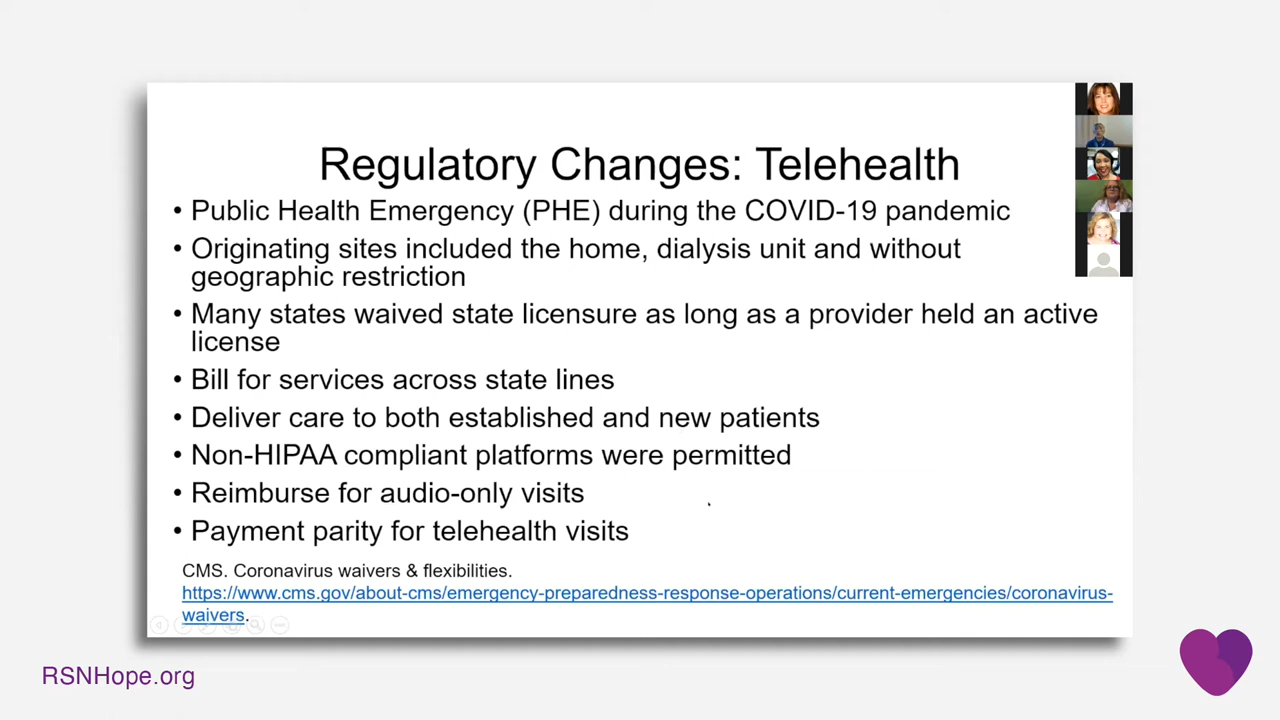 Regulatory Changes: Telehealth
• Public Health Emergency (PHE) during the COVID-19 pandemic
• Originating sites included the home, dialysis unit and without
geographic restriction
• Many states waived state licensure as long as a provider held an active
license
• Bill for services across state lines
• Deliver care to both established and new patients
• Non-HIPAA compliant platforms were permitted
• Reimburse for audio-only visits
• Payment parity for telehealth visits
CMS. Coronavirus waivers & flexibilities.
https://www.cms.gov/about-cms/emergency-preparedness-response-operations/current-emergencies/coronavirus-
waivers.
RSNHope.org